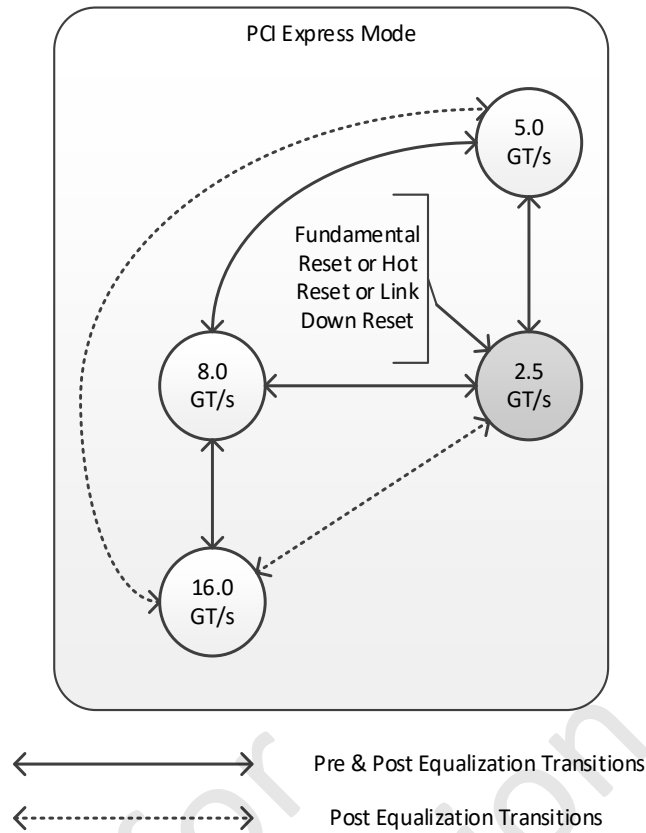 PCI Express Mode
5.0
GT/s
Fundamental
Reset or Hot
Reset or Link
Down Reset
8.0
GT/s
2.5
GT/s
16.0
GT/s
Pre & Post Equalization Transitions
Post Equalization Transitions